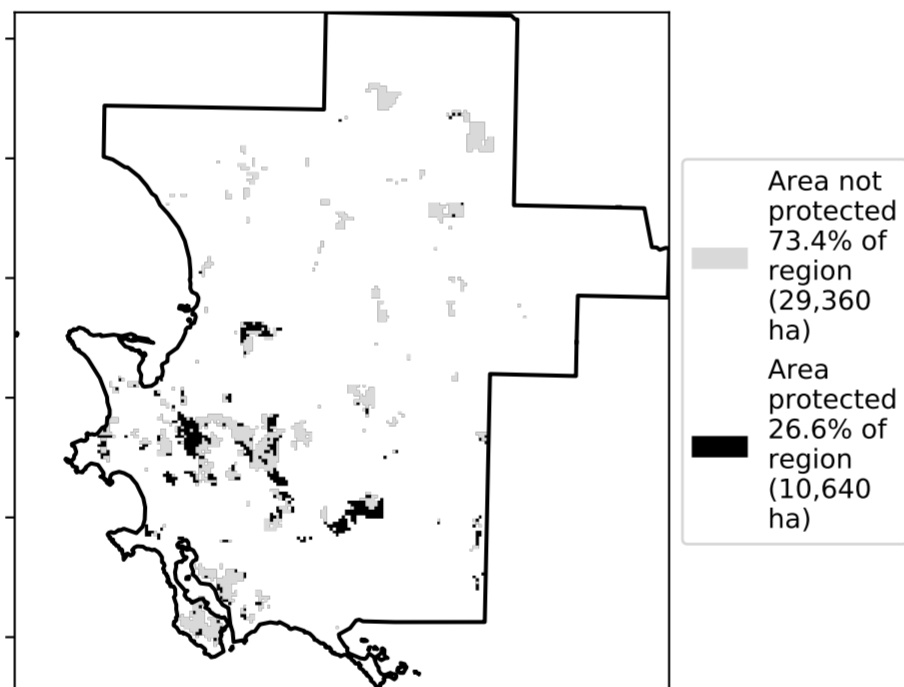 Area not
protected
73.4% of
region
(29,360
ha)
Area
protected
26.6% of
region
(10,640
ha)